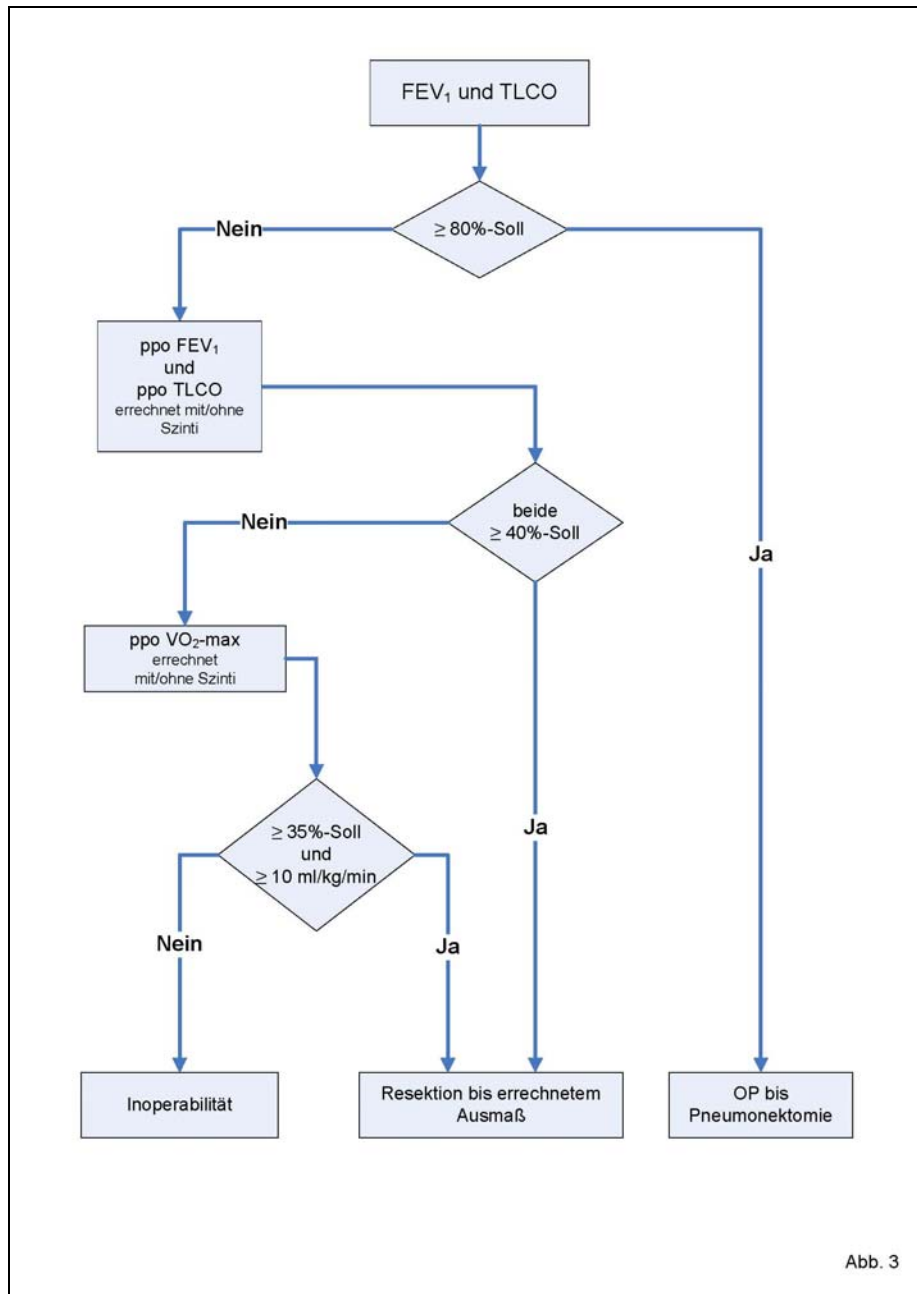 FEV₁ und TLCO
≥ 80%-Soll
Nein
ppo FEV₁
und
ppo TLCO
errechnet mit/ohne
Szinti
beide
≥ 40%-Soll
Nein
Ja
ppo VO₂-max
errechnet
mit/ohne Szinti
≥ 35%-Soll
und
≥ 10 ml/kg/min
Ja
Nein
Ja
Inoperabilität
Resektion bis errechnetem
Ausmaß
OP bis
Pneumonektomie
Abb. 3